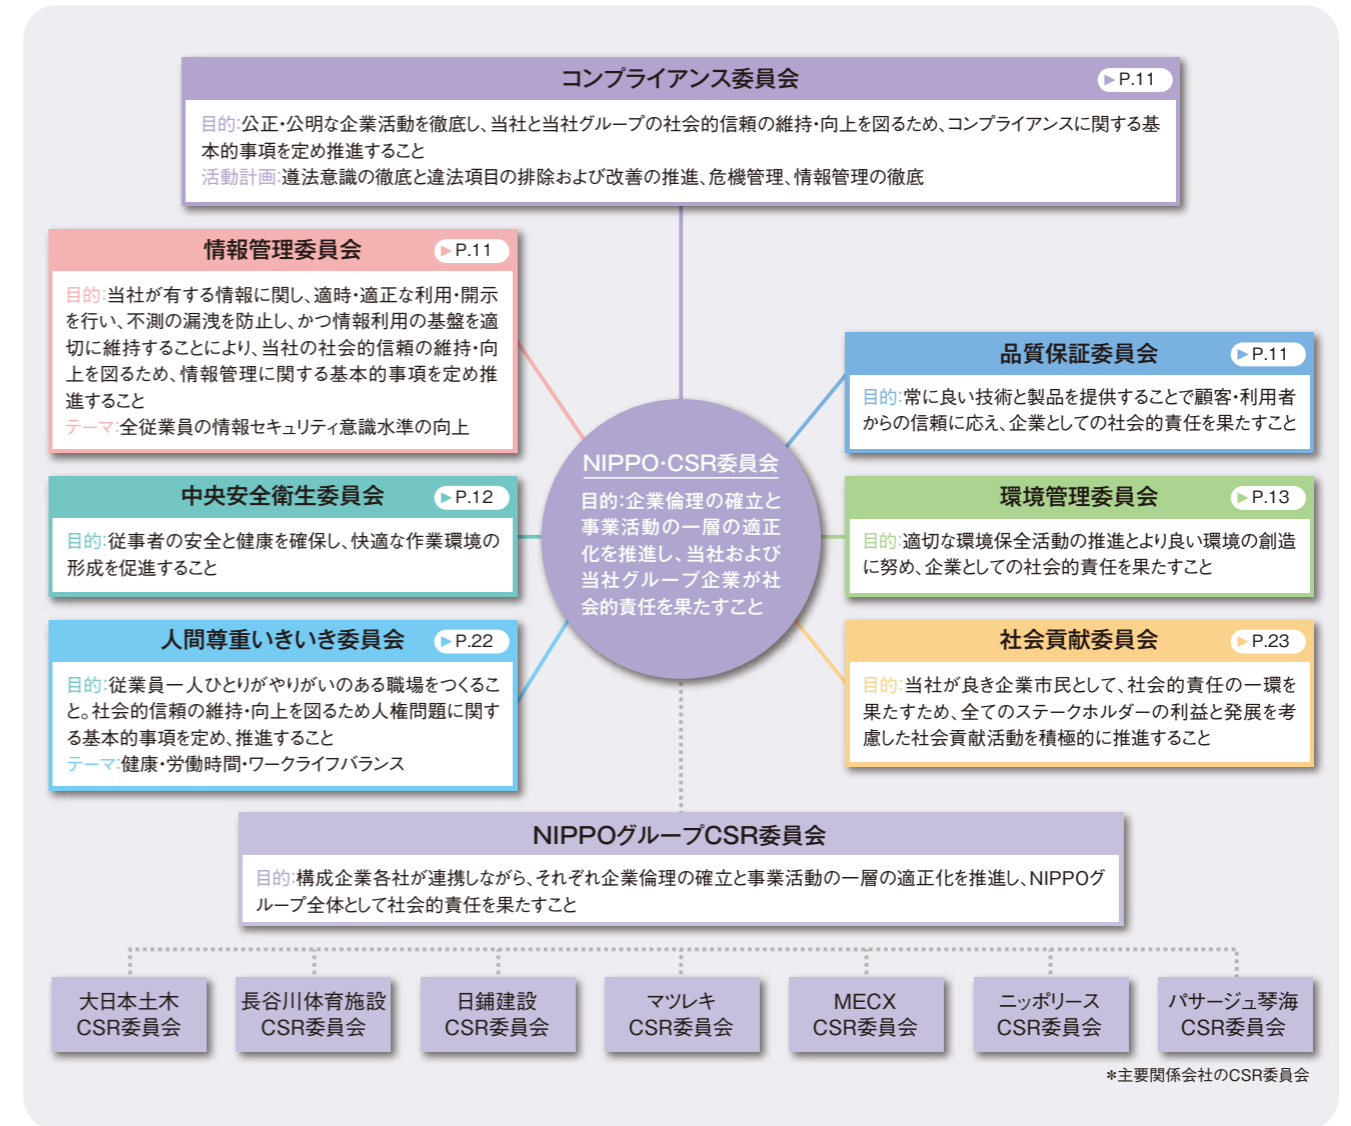 コンプライアンス委員会
▶P.11
目的:公正・公明な企業活動を徹底し、当社と当社グループの社会的信頼の維持・向上を図るため、コンプライアンスに関する基
本的事項を定め推進すること
活動計画:遵法意識の徹底と違法項目の排除および改善の推進、危機管理、情報管理の徹底
情報管理委員会
▶P.11
目的:当社が有する情報に関し、適時・適正な利用・開示
を行い、不測の漏洩を防止し、かつ情報利用の基盤を適
切に維持することにより、当社の社会的信頼の維持・向
上を図るため、情報管理に関する基本的事項を定め推
進すること
テーマ:全従業員の情報セキュリティ意識水準の向上
品質保証委員会
▶P.11
目的:常に良い技術と製品を提供することで顧客・利用者
からの信頼に応え、企業としての社会的責任を果たすこと
NIPPO・CSR委員会
目的:企業倫理の確立と
事業活動の一層の適正
化を推進し、当社および
当社グループ企業が社
会的責任を果たすこと
中央安全衛生委員会
▶P.12
目的:従事者の安全と健康を確保し、快適な作業環境の
形成を促進すること
環境管理委員会
▶P.13
目的:適切な環境保全活動の推進とより良い環境の創造
に努め、企業としての社会的責任を果たすこと
人間尊重いきいき委員会
▶P.22
目的:従業員一人ひとりがやりがいのある職場をつくるこ
と。社会的信頼の維持・向上を図るため人権問題に関す
る基本的事項を定め、推進すること
テーマ:健康・労働時間・ワークライフバランス
社会貢献委員会
▶P.23
目的:当社が良き企業市民として、社会的責任の一環を
果たすため、全てのステークホルダーの利益と発展を考
慮した社会貢献活動を積極的に推進すること
NIPPOグループCSR委員会
目的:構成企業各社が連携しながら、それぞれ企業倫理の確立と事業活動の一層の適正化を推進し、NIPPOグ
ループ全体として社会的責任を果たすこと
大日本土木
CSR委員会
長谷川体育施設
CSR委員会
日鋪建設
CSR委員会
マツレキ
CSR委員会
MECX
CSR委員会
ニッポリース
CSR委員会
パサージュ琴海
CSR委員会
*主要関係会社のCSR委員会